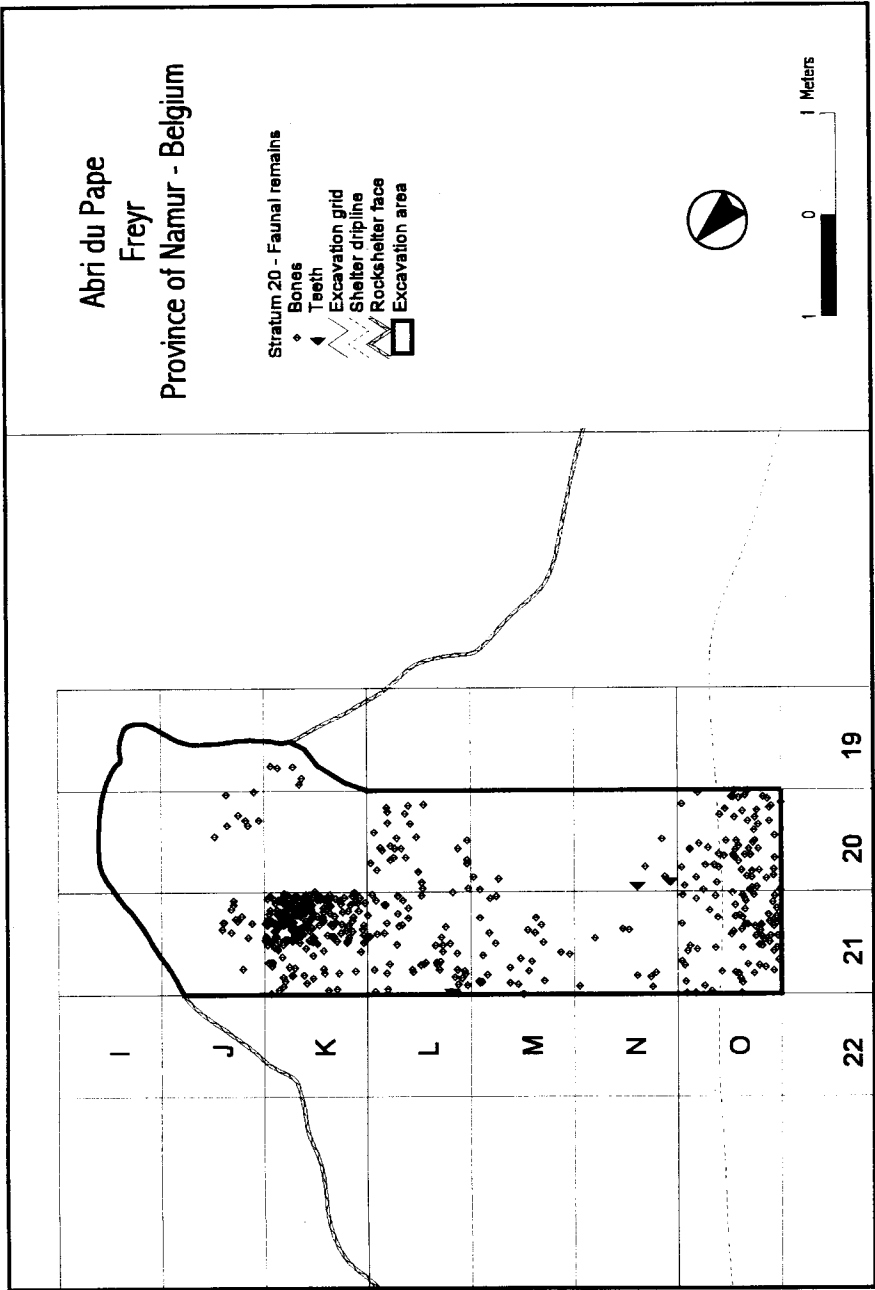 Abri du Pape
Freyr
Province of Namur - Belgium
Stratum 20 - Faunal remains
Bones
Teeth
Excavation grid
Shelter dripline
Rockshelter face
Excavation area
1 0 1 Meters
I
J
K
L
M
N
O
22 21 20 19